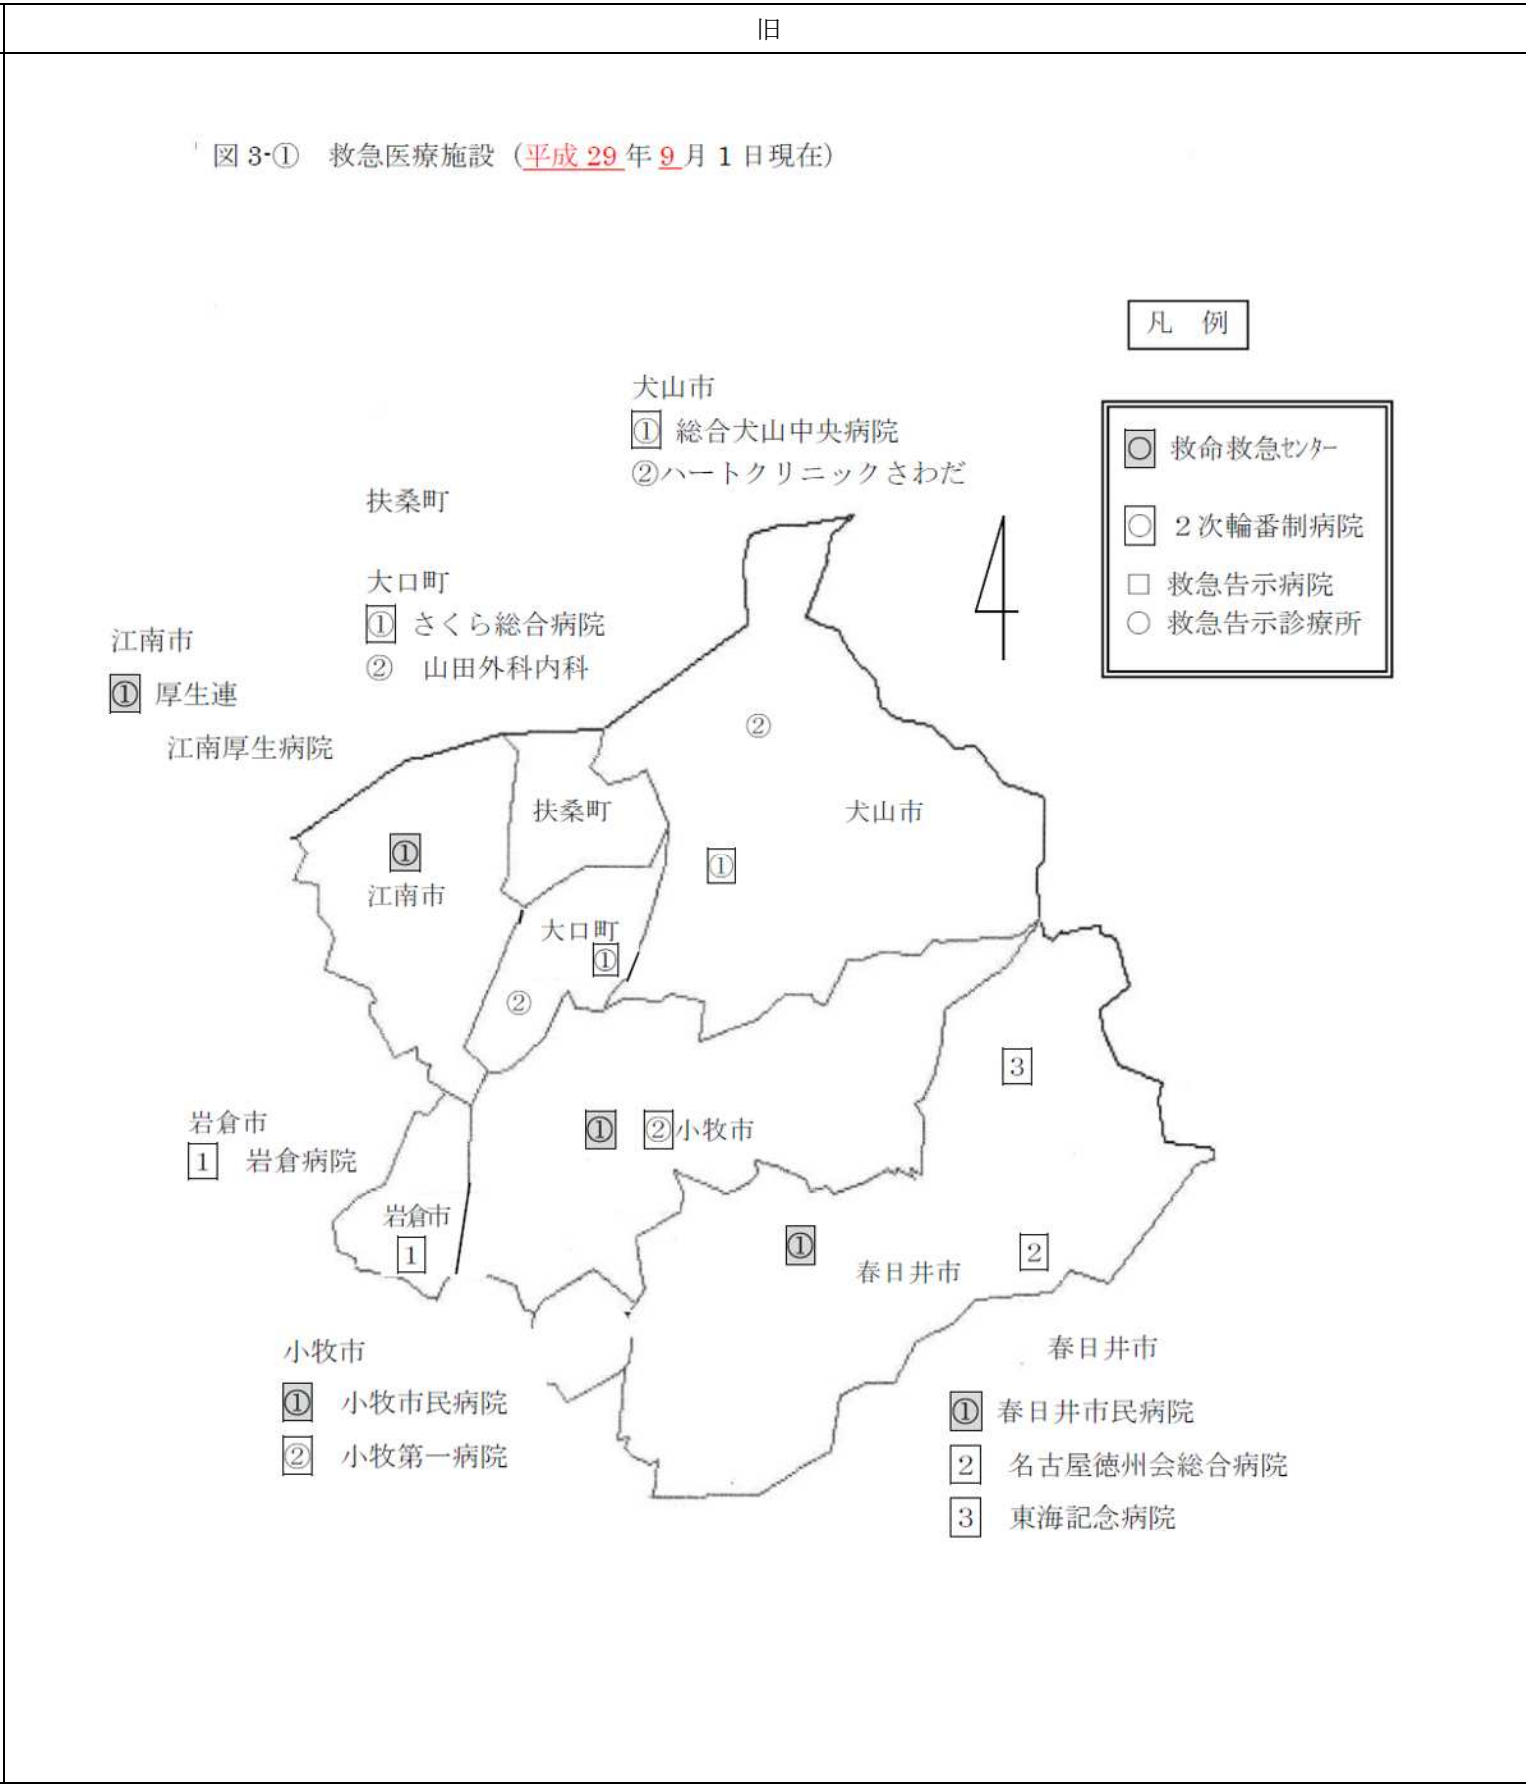 旧
図 3-① 救急医療施設（平成 29 年 9 月 1 日現在）
凡　例
○ 救命救急ｾﾝﾀｰ
○ ２次輪番制病院
□ 救急告示病院
○ 救急告示診療所
犬山市
① 総合犬山中央病院
②ハートクリニックさわだ
扶桑町
大口町
① さくら総合病院
②　山田外科内科
江南市
① 厚生連
江南厚生病院
②
扶桑町
犬山市
①
①
江南市
大口町
①
②
3
岩倉市
1　岩倉病院
①　②小牧市
岩倉市
1
①
春日井市
2
小牧市
①　小牧市民病院
②　小牧第一病院
春日井市
① 春日井市民病院
2　名古屋徳州会総合病院
3　東海記念病院